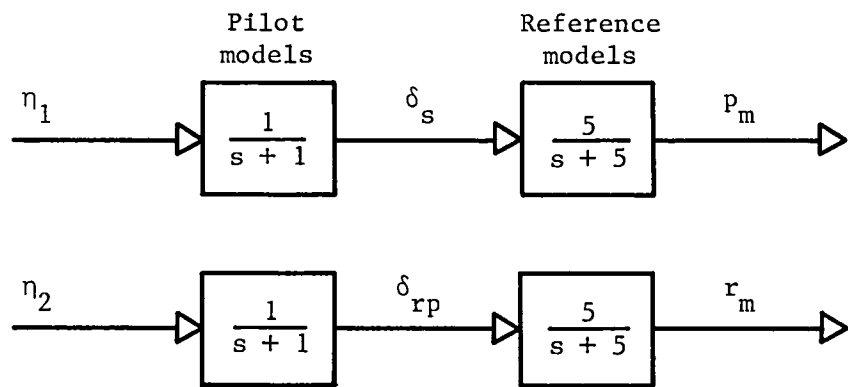 Pilot models
Reference models
η₁
1
s + 1
δₛ
5
s + 5
pₘ
η₂
1
s + 1
δᵣₚ
5
s + 5
rₘ